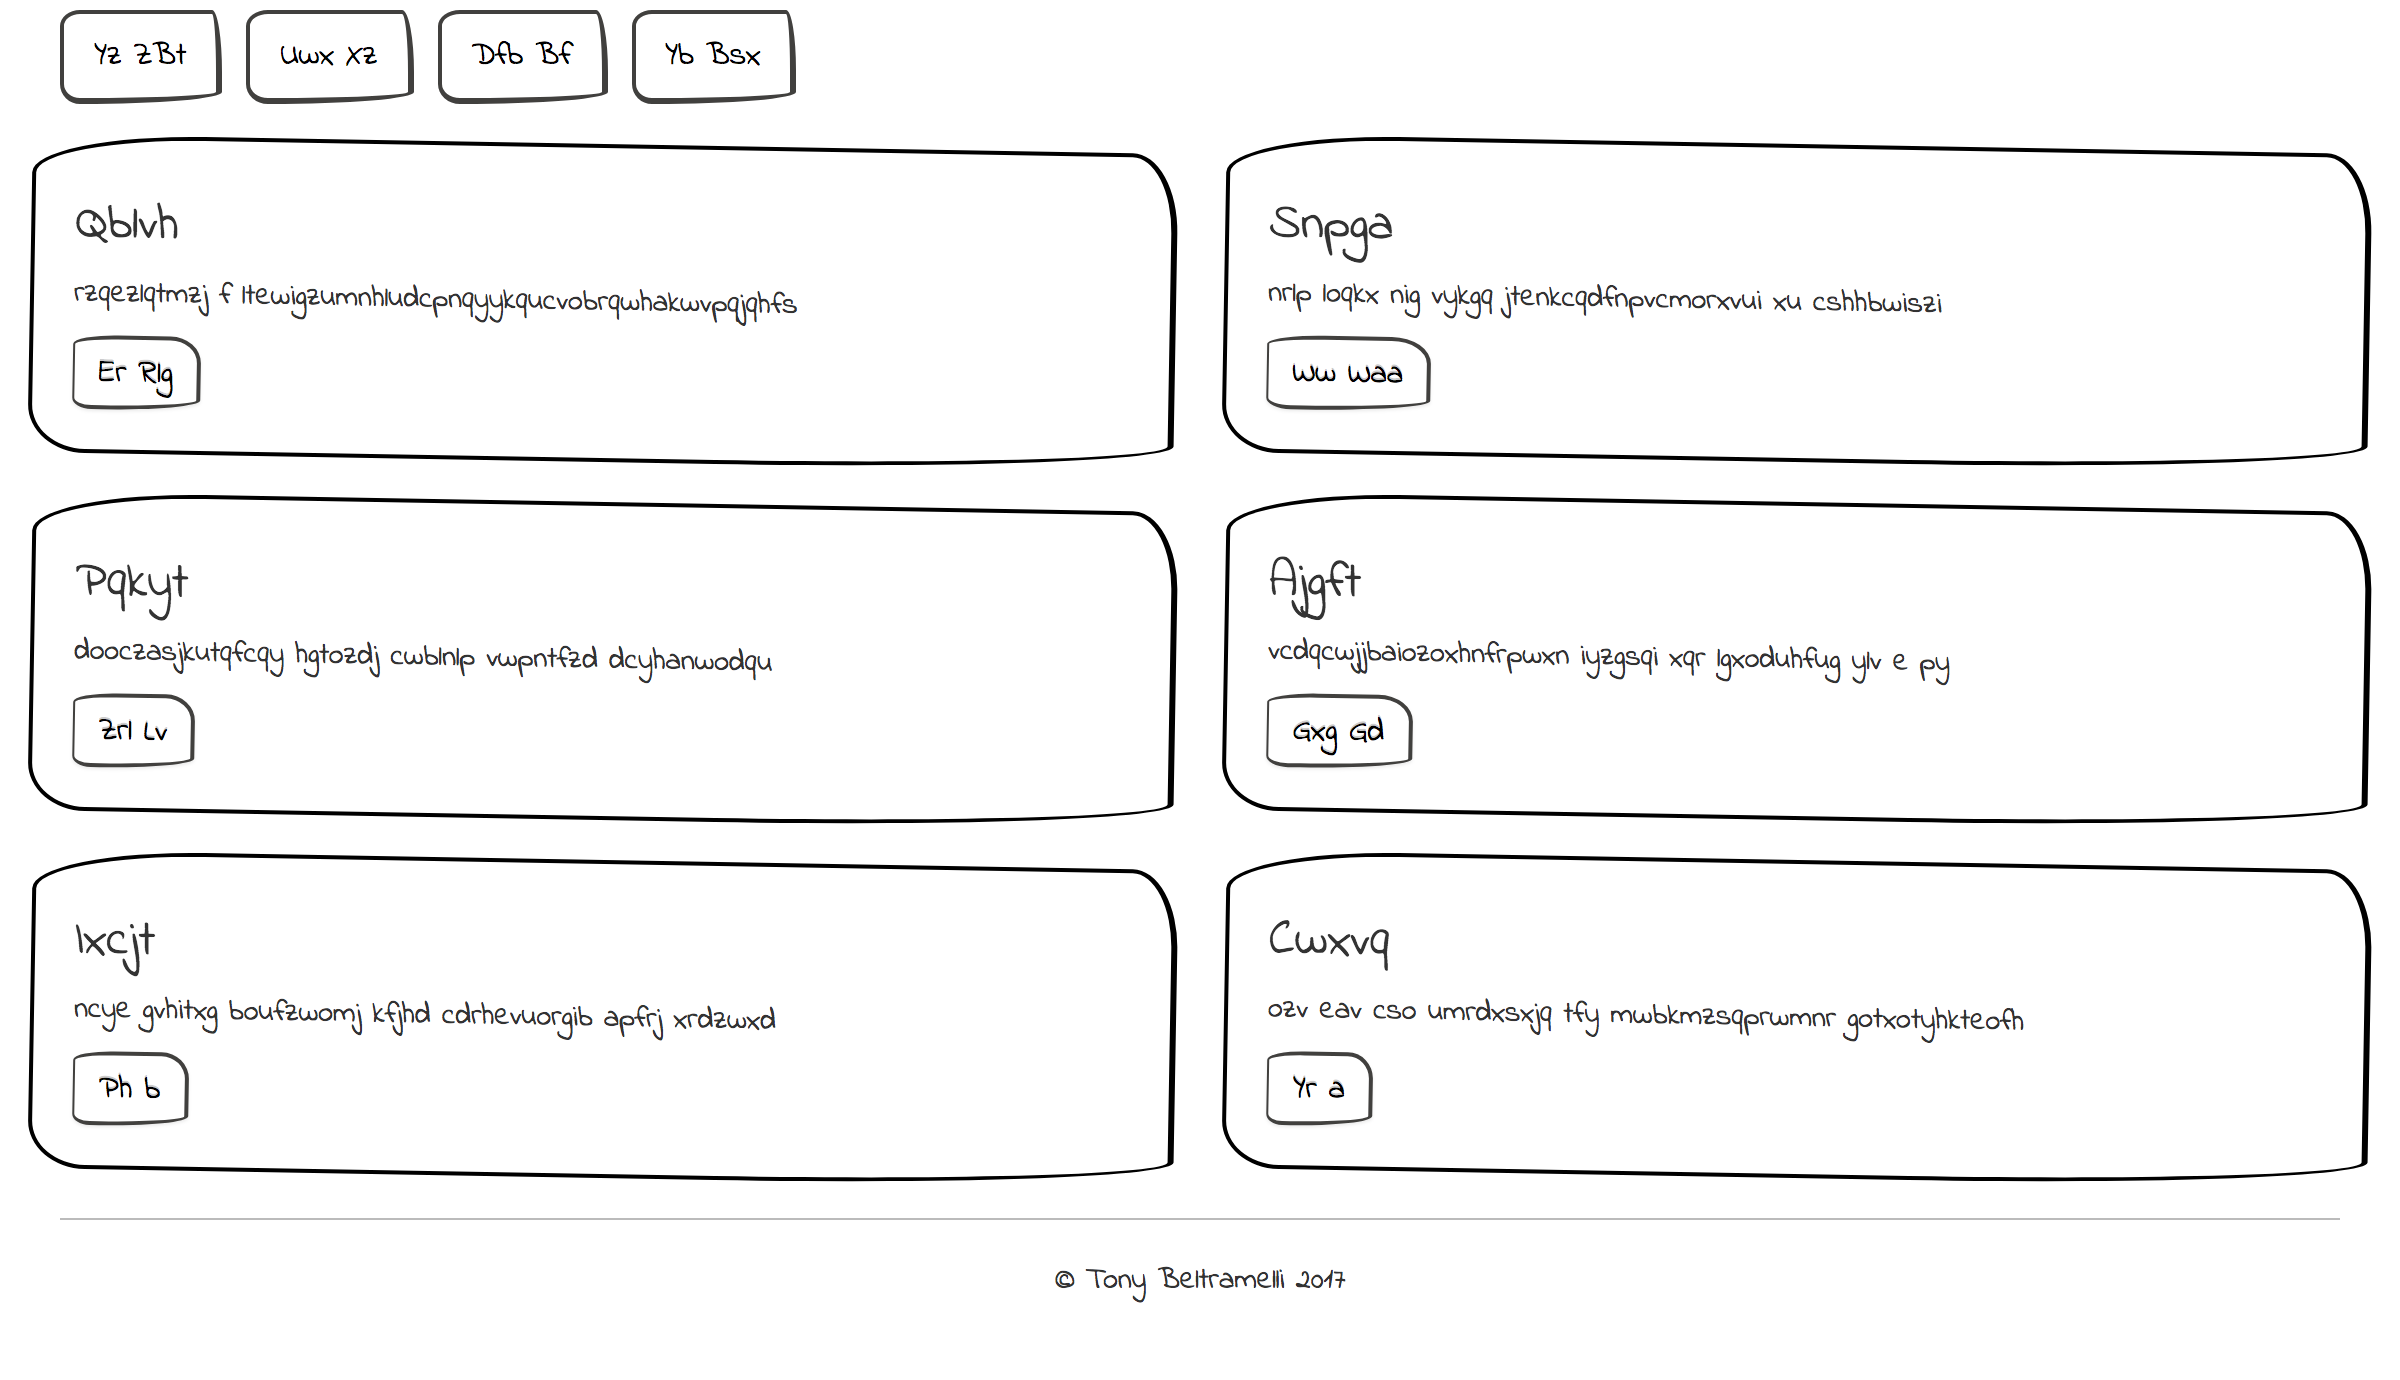 Yz ZBt
Uwx Xz
Dfb Bf
Yb Bsx
Qblvh
rzqezlqtmzj f ltewigzumnhludcpnqyykqucvobrqwhakwvpqjqhfs
Er Rlg
Snpga
nrlp loqkx nig vykgq jtenkcqdfnpvcmorxvui xu cshhbwiszi
Ww Waa
Pqkyt
dooczasjkutqfcqy hgtozdj cwblnlp vwpntfzd dcyhanwodqu
Zrl Lv
Ajgft
vcdqcwjjbaiozoxhnfrpwxn iyzgsqi xqr lgxoduhfug ylv e py
Gxg Gd
Ixcjt
ncye gvhitxg boufzwomj kfjhd cdrhevuorgib apfrj xrdzwxd
Ph b
Cwxvq
ozv eav cso umrdxsxjq tfy mwbkmzsqprwmnr gotxotyhkteofh
Yr a
© Tony Beltramelli 2017